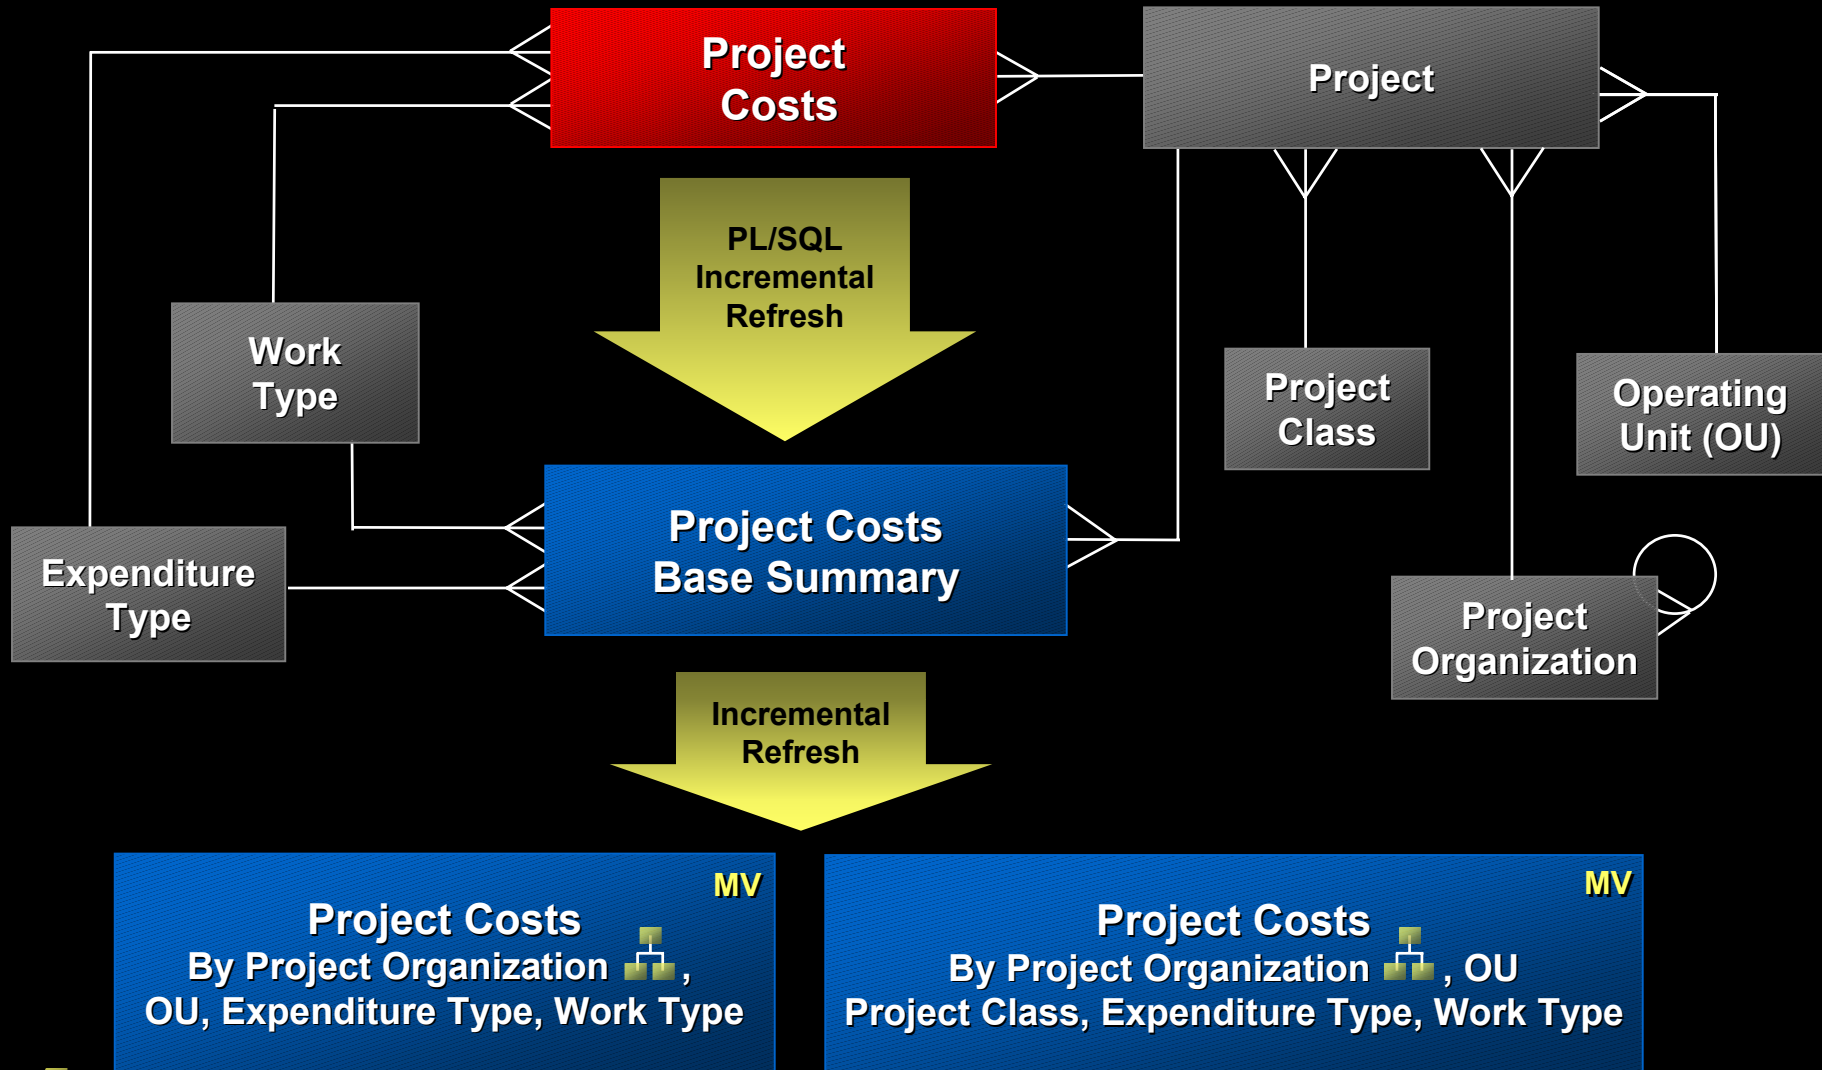 Project
Costs
Project
PL/SQL
Incremental
Refresh
Work
Type
Project
Class
Operating
Unit (OU)
Project Costs
Base Summary
Expenditure
Type
Project
Organization
Incremental
Refresh
MV
Project Costs
By Project Organization ,
OU, Expenditure Type, Work Type
MV
Project Costs
By Project Organization , OU
Project Class, Expenditure Type, Work Type